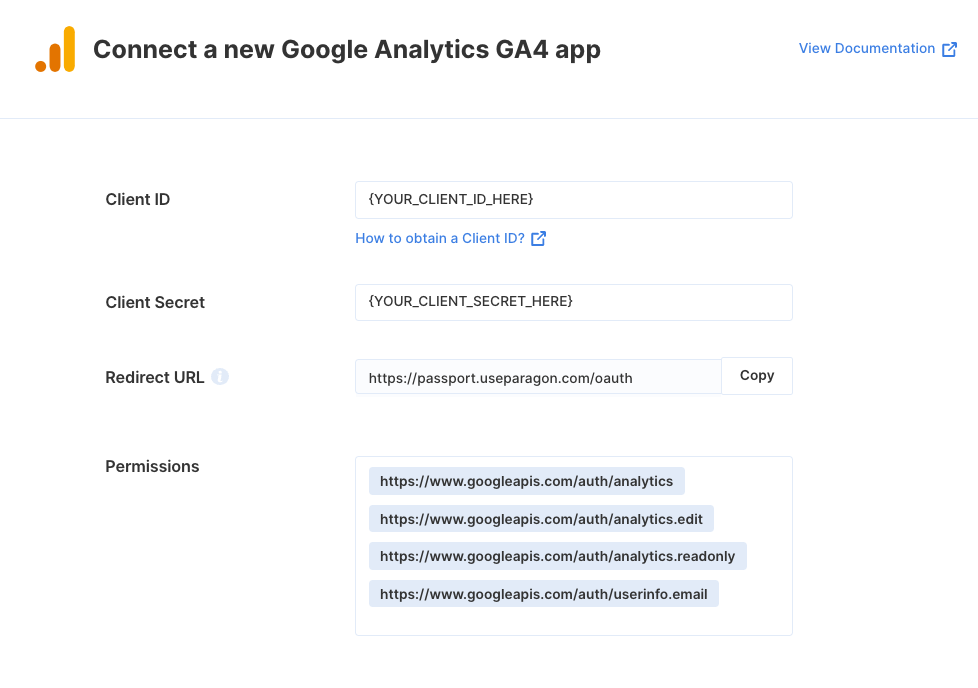 Connect a new Google Analytics GA4 app
View Documentation
Client ID
{YOUR_CLIENT_ID_HERE}
How to obtain a Client ID?
Client Secret
{YOUR_CLIENT_SECRET_HERE}
Redirect URL i
https://passport.useparagon.com/oauth
Copy
Permissions
https://www.googleapis.com/auth/analytics
https://www.googleapis.com/auth/analytics.edit
https://www.googleapis.com/auth/analytics.readonly
https://www.googleapis.com/auth/userinfo.email